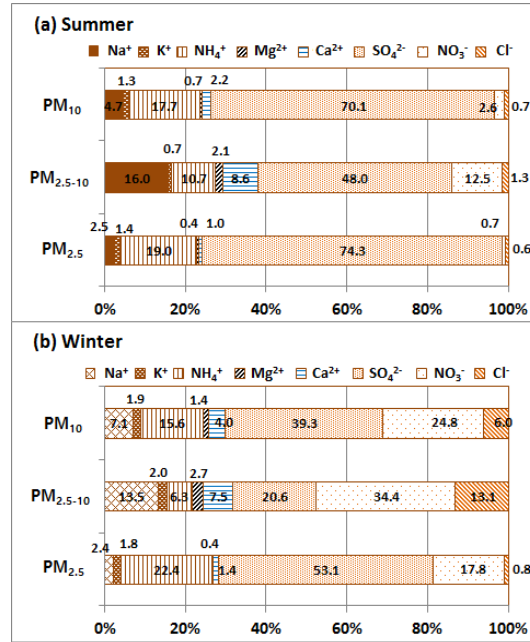 (a) Summer
Na⁺ K⁺ NH₄⁺ Mg²⁺ Ca²⁺ SO₄²⁻ NO₃⁻ Cl⁻
1.3 0.7 2.2
PM₁₀ 4.7 17.7 70.1 2.6 0.7
0.7 2.1
PM₂.₅₋₁₀ 16.0 10.7 8.6 48.0 12.5 1.3
2.5 1.4 0.4 1.0 0.7
PM₂.₅ 19.0 74.3 0.6
0% 20% 40% 60% 80% 100%
(b) Winter
Na⁺ K⁺ NH₄⁺ Mg²⁺ Ca²⁺ SO₄²⁻ NO₃⁻ Cl⁻
1.9 1.4
PM₁₀ 7.1 15.6 4.0 39.3 24.8 6.0
2.0 2.7
PM₂.₅₋₁₀ 13.5 6.3 7.5 20.6 34.4 13.1
2.4 1.8 0.4
PM₂.₅ 22.4 1.4 53.1 17.8 0.8
0% 20% 40% 60% 80% 100%